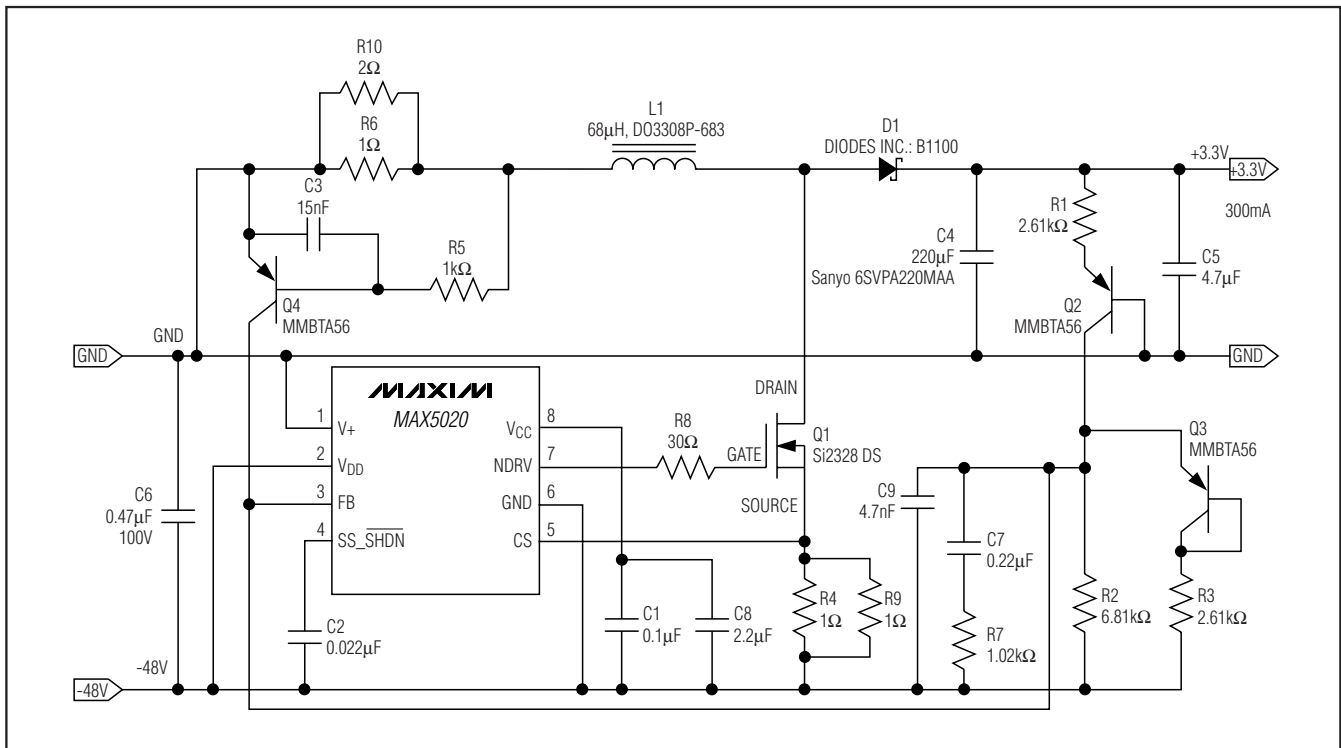 R10
2Ω
R6
1Ω
C3
15nF
R5
1kΩ
Q4
MMBTA56
L1
68µH, DO3308P-683
D1
DIODES INC.: B1100
+3.3V
+3.3V
300mA
R1
2.61kΩ
C4
220µF
Sanyo 6SVPA220MAA
C5
4.7µF
Q2
MMBTA56
GND
GND
GND
MAXIM
MAX5020
1
V+
2
VDD
3
FB
4
SS_SHDN
8
VCC
7
NDRV
6
GND
5
CS
C6
0.47µF
100V
R8
30Ω
DRAIN
GATE
Q1
Si2328 DS
SOURCE
Q3
MMBTA56
C9
4.7nF
C7
0.22µF
R7
1.02kΩ
R2
6.81kΩ
R3
2.61kΩ
R4
1Ω
R9
1Ω
C2
0.022µF
C1
0.1µF
C8
2.2µF
-48V
-48V